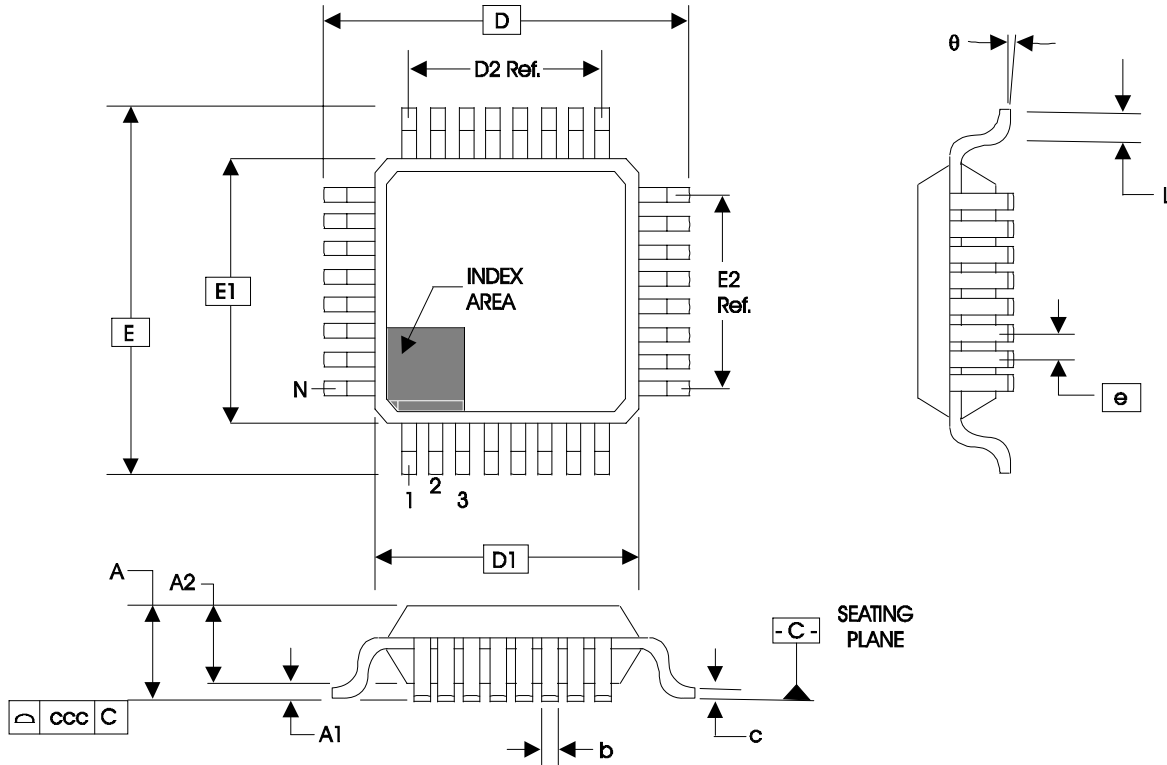 D
D2 Ref.
θ
L
E1
E
INDEX
AREA
E2
Ref.
N
e
1
2
3
D1
A
A2
SEATING
PLANE
- C -
ccc C
A1
b
c